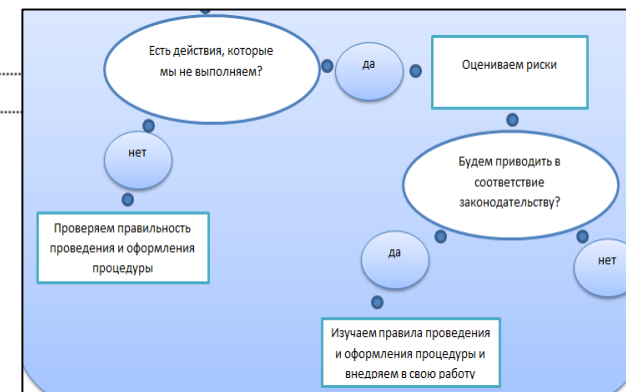 Есть действия, которые
мы не выполняем?
да
Оцениваем риски
нет
Будем приводить в
соответствие
законодательству?
Проверяем правильность
проведения и оформления
процедуры
да
нет
Изучаем правила проведения
и оформления процедуры и
внедряем в свою работу